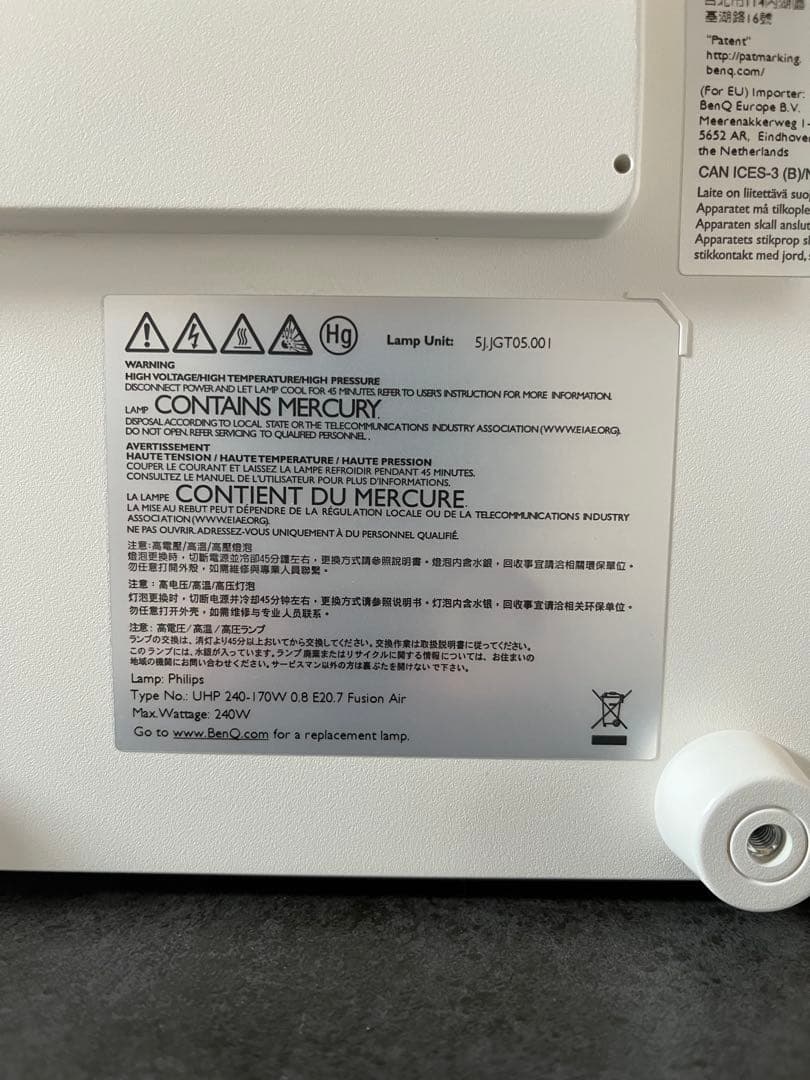 臺湖路16號
"Patent"
http://patmarking.
benq.com/
(For EU) Importer:
BenQ Europe B.V.
Meerenakkerweg 1-
5652 AR, Eindhove
the Netherlands
CAN ICES-3 (B)/N
Laite on liitettävä suo
Apparatet må tilkople
Apparaten skall anslut
Apparatets stikprop s
stikkontakt med jord,
Hg
Lamp Unit: 5J.JGT05.001
WARNING
HIGH VOLTAGE/HIGH TEMPERATURE/HIGH PRESSURE
DISCONNECT POWER AND LET LAMP COOL FOR 45 MINUTES. REFER TO USER'S INSTRUCTION FOR MORE INFORMATION.
LAMP CONTAINS MERCURY.
DISPOSAL ACCORDING TO LOCAL STATE OR THE TELECOMMUNICATIONS INDUSTRY ASSOCIATION (WWW.EIAE.ORG).
DO NOT OPEN. REFER SERVICING TO QUALIFIED PERSONNEL.
AVERTISSEMENT
HAUTE TENSION / HAUTE TEMPERATURE / HAUTE PRESSION
COUPER LE COURANT ET LAISSEZ LA LAMPE REFROIDIR PENDANT 45 MINUTES.
CONSULTEZ LE MANUEL DE L'UTILISATEUR POUR PLUS D'INFORMATIONS.
LA LAMPE CONTIENT DU MERCURE.
LA MISE AU REBUT PEUT DÉPENDRE DE LA RÉGULATION LOCALE OU DE LA TELECOMMUNICATIONS INDUSTRY
ASSOCIATION (WWW.EIAE.ORG).
NE PAS OUVRIR. ADRESSEZ-VOUS UNIQUEMENT À DU PERSONNEL QUALIFIÉ.
注意:高電壓/高溫/高壓燈泡
燈泡更換時，切斷電源並冷卻45分鐘左右，更換方式請參照說明書。燈泡內含水銀，回收事宜請洽相關環保單位。
勿任意打開外殼，如需維修與專業人員聯繫。
注意：高电压/高温/高压灯泡
灯泡更换时，切断电源并冷却45分钟左右，更换方式请参照说明书。灯泡内含水银，回收事宜请洽相关环保单位。
勿任意打开外壳，如需维修与专业人员联系。
注意：高電圧/高温/高圧ランプ
ランプの交換は、消灯より45分以上おいてから交換してください。交換作業は取扱説明書に従ってください。
このランプには、水銀が入っています。ランプ廃棄またはリサイクルに関する情報については、お住まいの
地域の機関にお問い合わせください。サービスマン以外の方は裏ぶたを開けないで下さい。
Lamp: Philips
Type No.: UHP 240-170W 0.8 E20.7 Fusion Air
Max.Wattage: 240W
Go to www.BenQ.com for a replacement lamp.